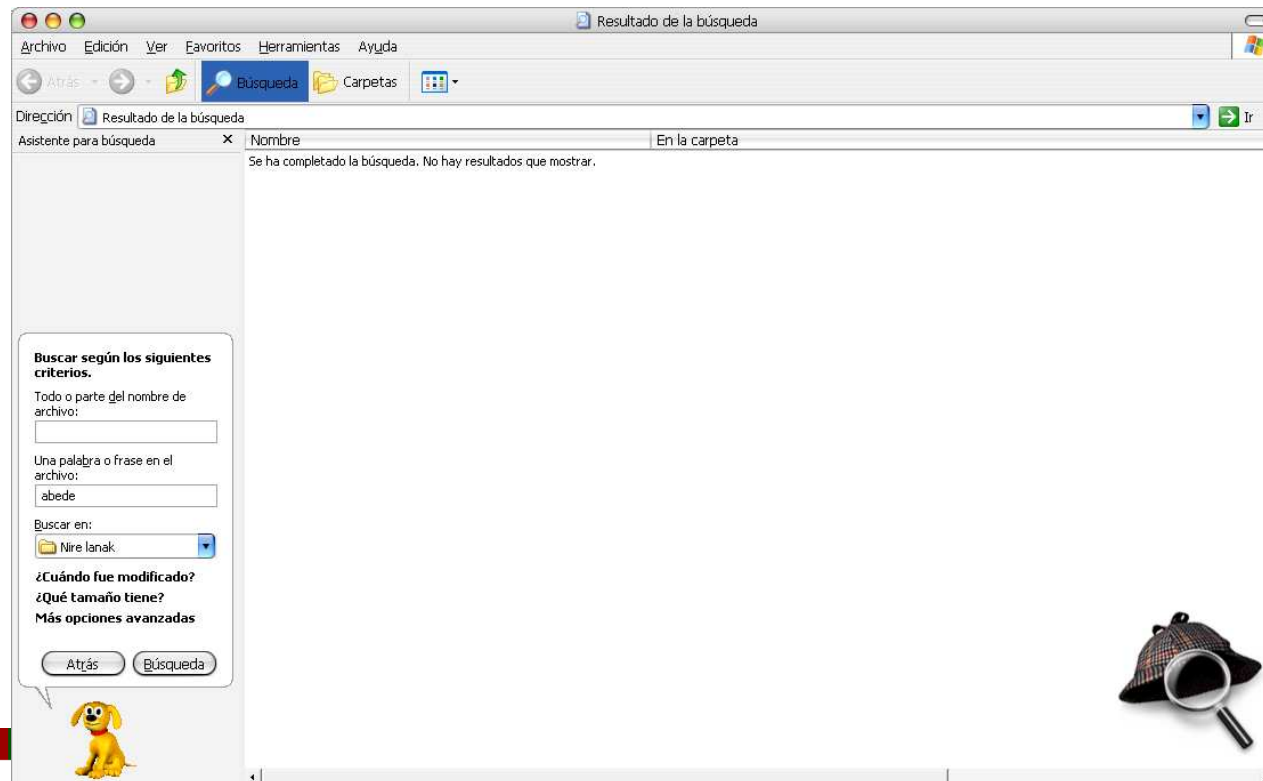 Resultado de la búsqueda
Archivo Edición Ver Favoritos Herramientas Ayuda
Atrás Búsqueda Carpetas
Dirección Resultado de la búsqueda Ir
Asistente para búsqueda X Nombre En la carpeta
Se ha completado la búsqueda. No hay resultados que mostrar.
Buscar según los siguientes
criterios.
Todo o parte del nombre de
archivo:
Una palabra o frase en el
archivo:
abede
Buscar en:
Nire lanak
¿Cuándo fue modificado?
¿Qué tamaño tiene?
Más opciones avanzadas
Atrás Búsqueda